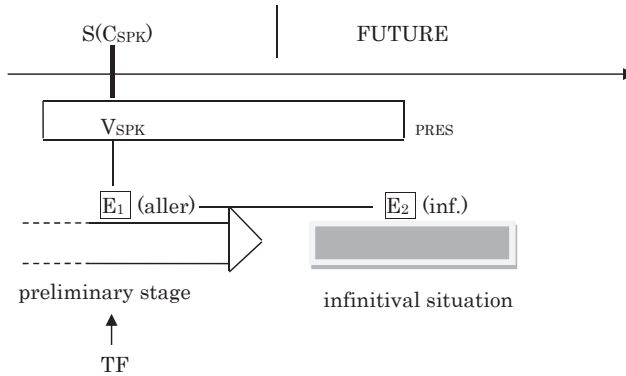 S(CSPK) FUTURE
VSPK PRES
E1 (aller) E2 (inf.)
preliminary stage
infinitival situation
TF